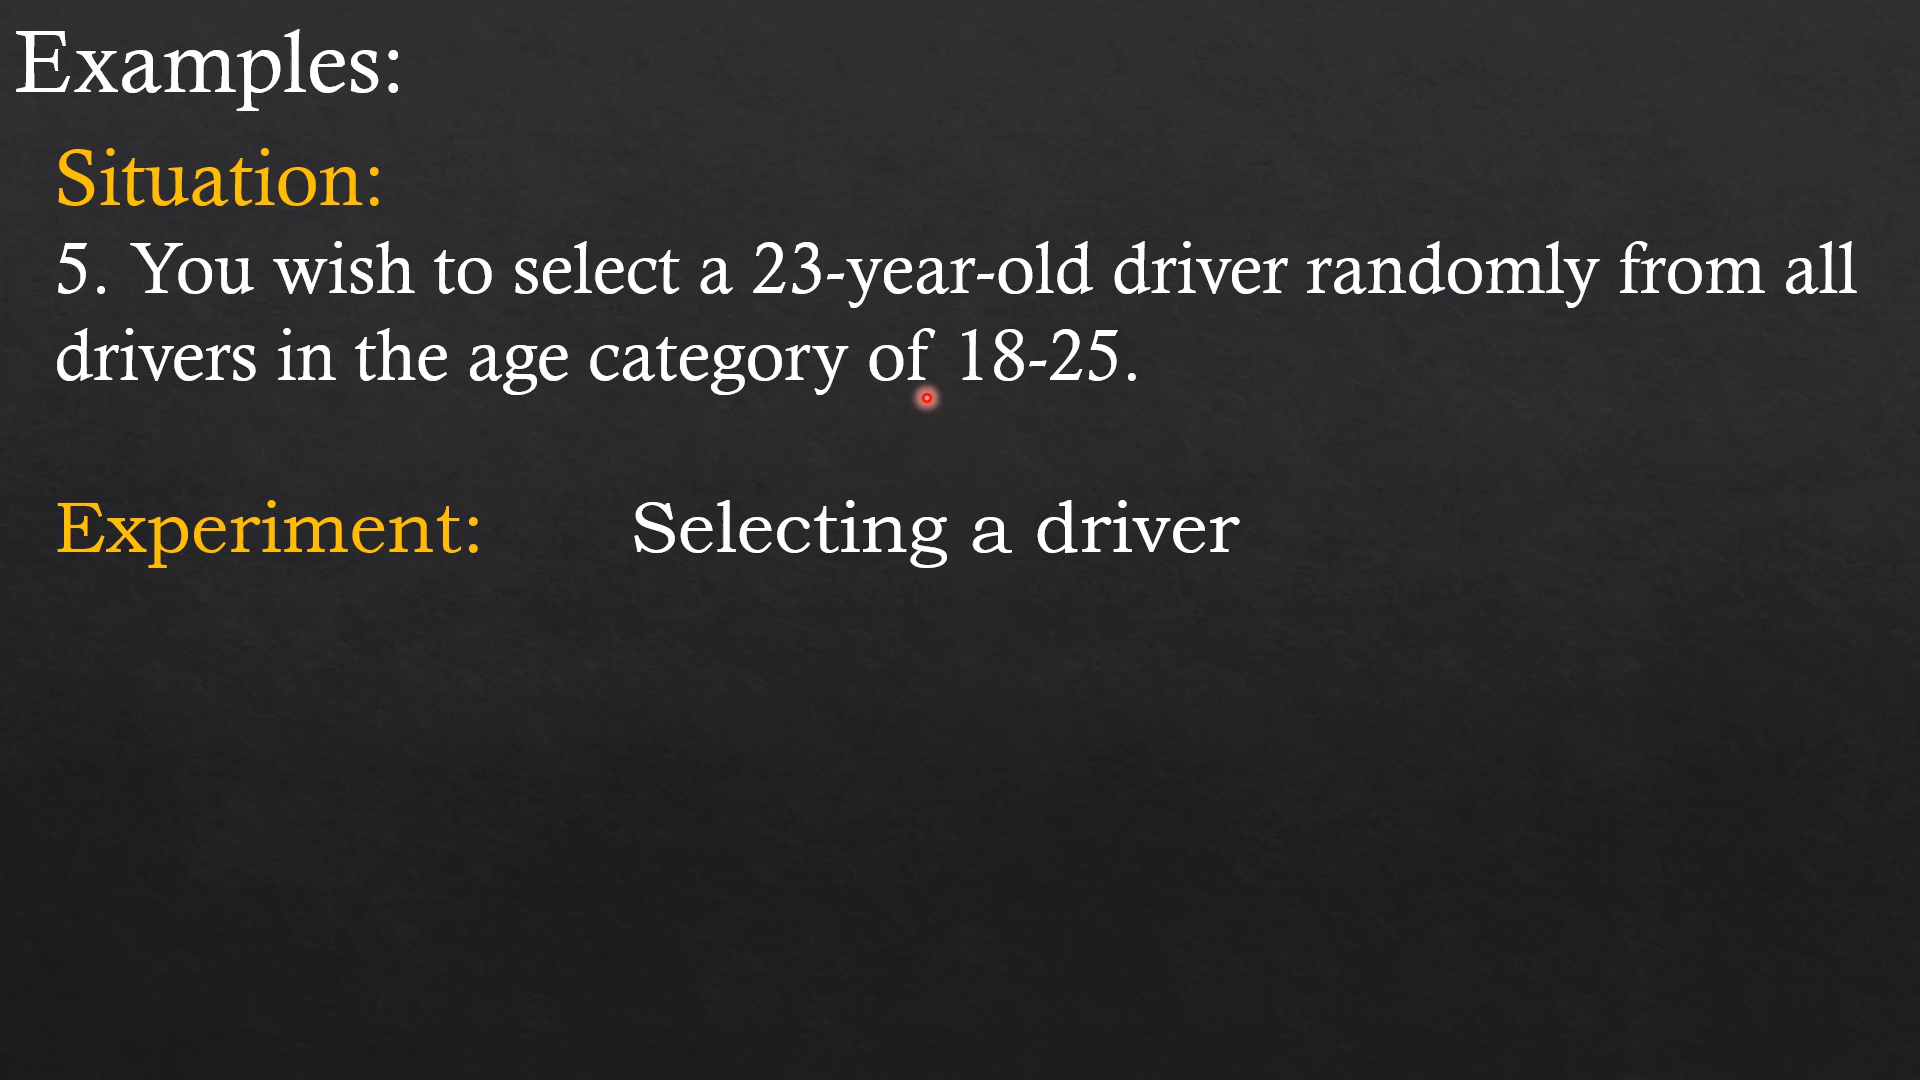 Examples:
Situation:
5. You wish to select a 23-year-old driver randomly from all
drivers in the age category of 18-25.
Experiment: Selecting a driver